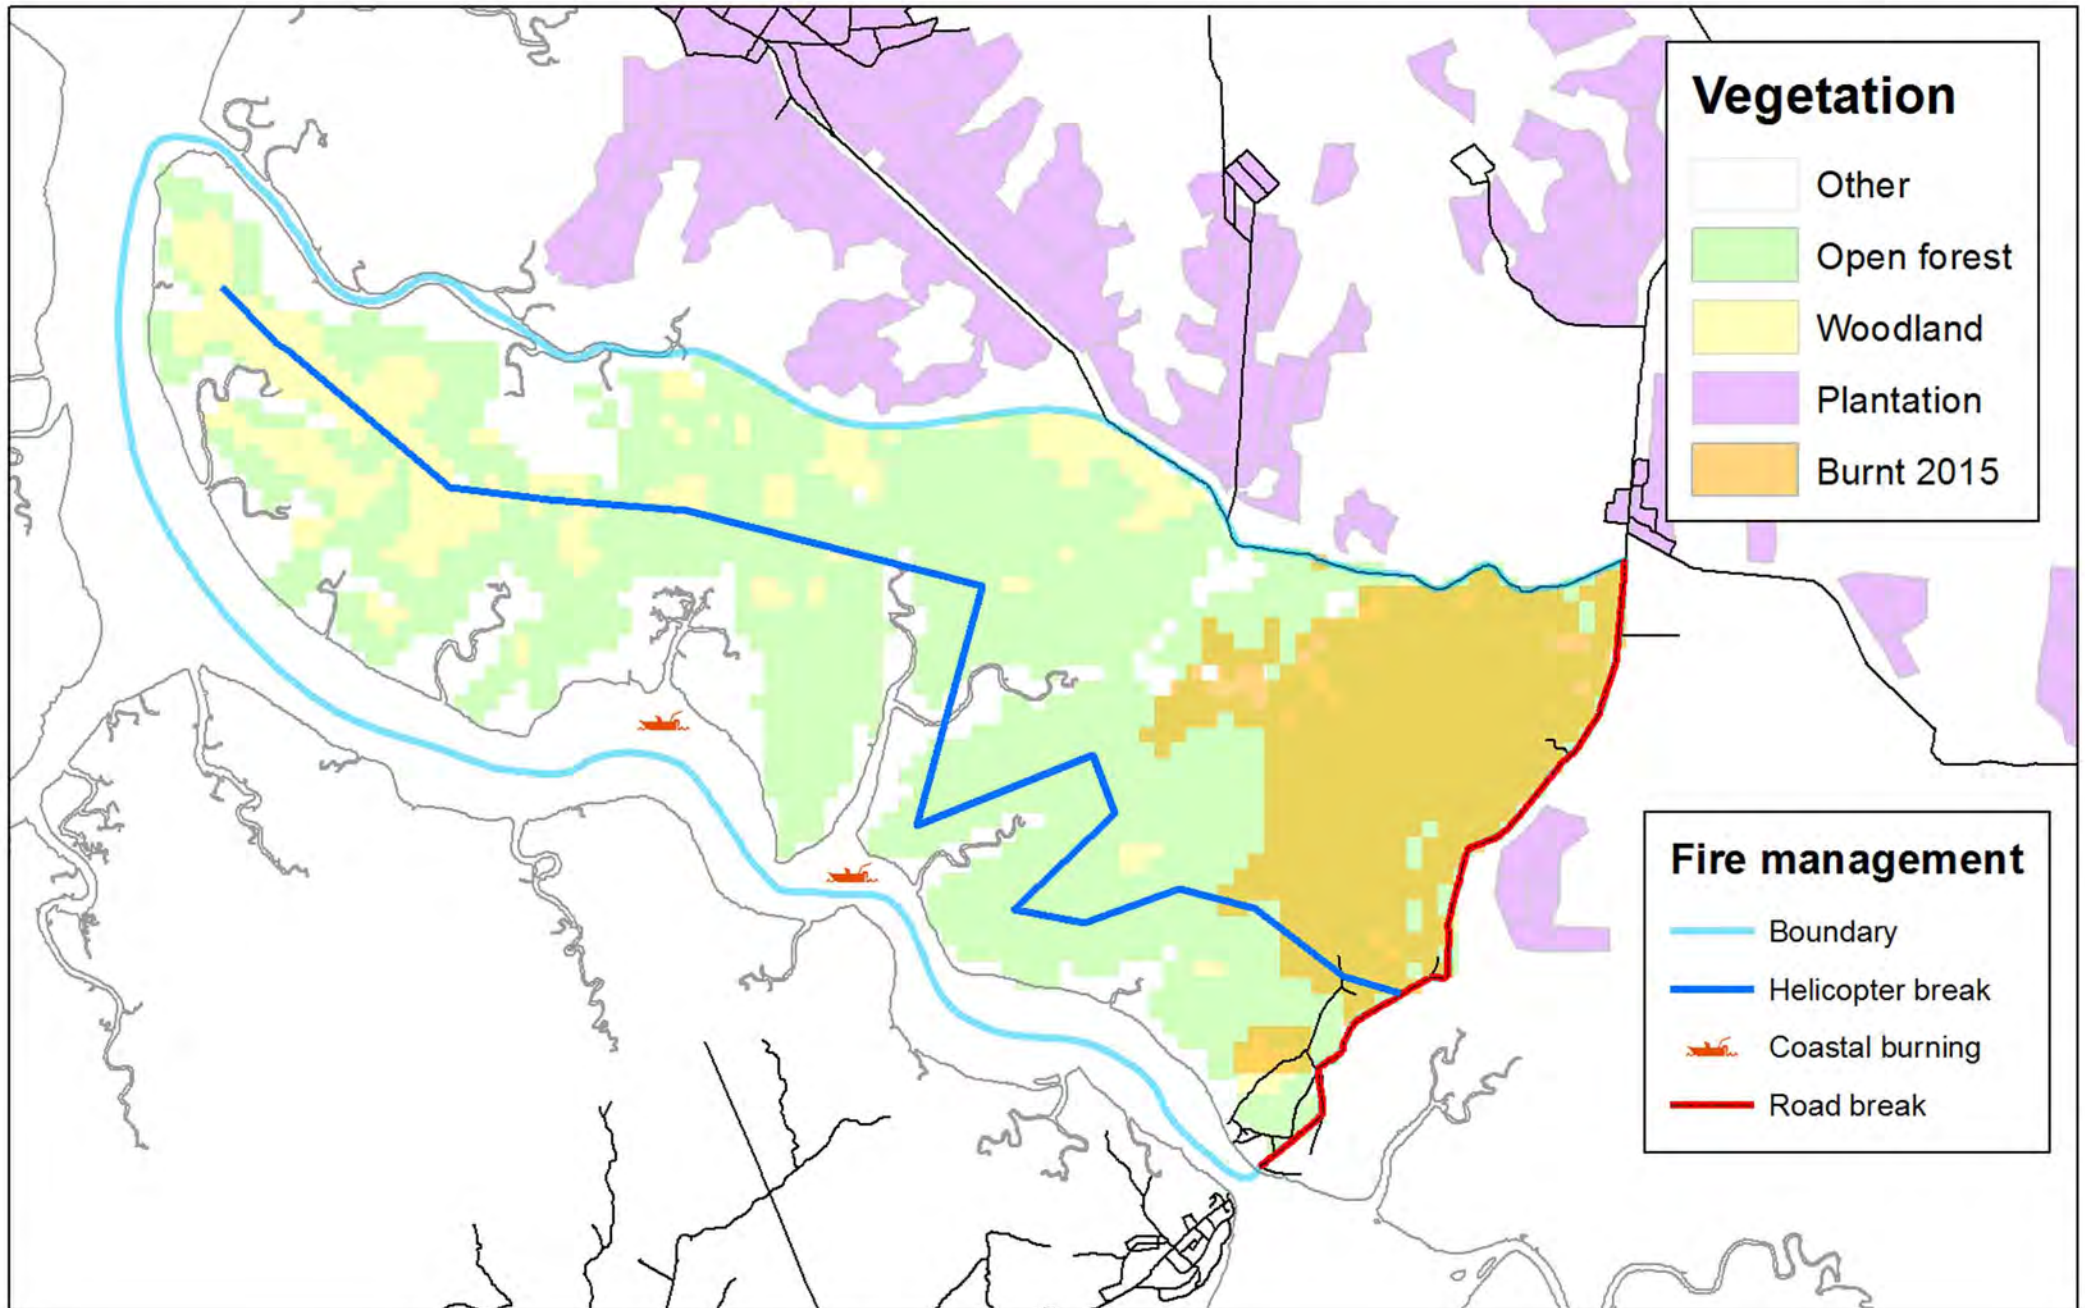 Vegetation
Other
Open forest
Woodland
Plantation
Burnt 2015
Fire management
Boundary
Helicopter break
Coastal burning
Road break